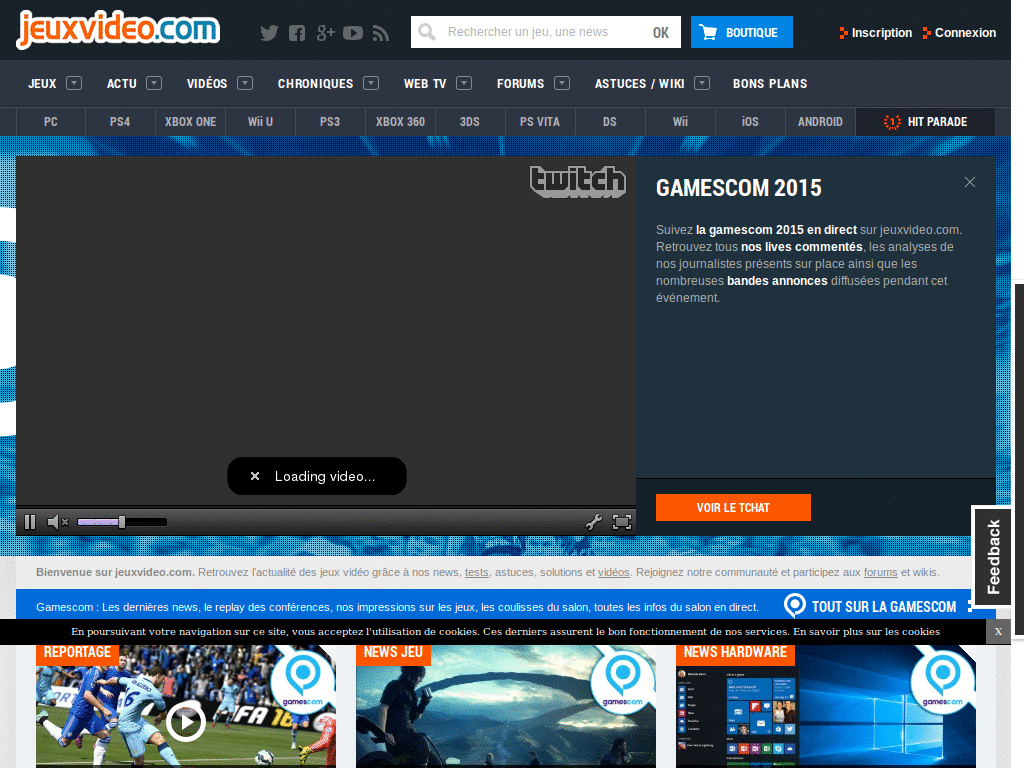 jeuxvideo.com
Rechercher un jeu, une news
OK
BOUTIQUE
Inscription
Connexion
JEUX
ACTU
VIDÉOS
CHRONIQUES
WEB TV
FORUMS
ASTUCES / WIKI
BONS PLANS
PC
PS4
XBOX ONE
Wii U
PS3
XBOX 360
3DS
PS VITA
DS
Wii
iOS
ANDROID
HIT PARADE
twitch
GAMESCOM 2015
Suivez la gamescom 2015 en direct sur jeuxvideo.com.
Retrouvez tous nos lives commentés, les analyses de
nos journalistes présents sur place ainsi que les
nombreuses bandes annonces diffusées pendant cet
événement.
Loading video...
VOIR LE TCHAT
Feedback
Bienvenue sur jeuxvideo.com. Retrouvez l'actualité des jeux vidéo grâce à nos news, tests, astuces, solutions et vidéos. Rejoignez notre communauté et participez aux forums et wikis.
Gamescom : Les dernières news, le replay des conférences, nos impressions sur les jeux, les coulisses du salon, toutes les infos du salon en direct.
TOUT SUR LA GAMESCOM
En poursuivant votre navigation sur ce site, vous acceptez l'utilisation de cookies. Ces derniers assurent le bon fonctionnement de nos services. En savoir plus sur les cookies
X
REPORTAGE
gamescom
FIFA 16
NEWS JEU
gamescom
NEWS HARDWARE
gamescom